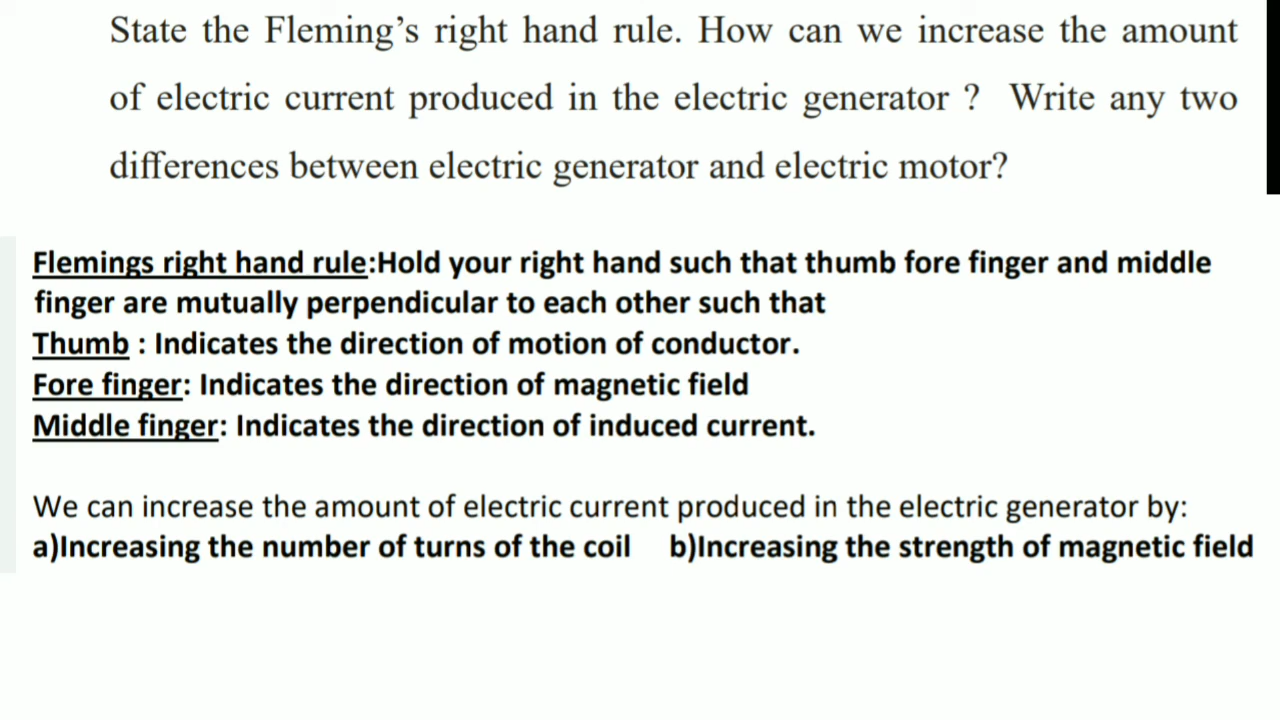 State the Fleming’s right hand rule. How can we increase the amount
of electric current produced in the electric generator ? Write any two
differences between electric generator and electric motor?
Flemings right hand rule:Hold your right hand such that thumb fore finger and middle
finger are mutually perpendicular to each other such that
Thumb : Indicates the direction of motion of conductor.
Fore finger: Indicates the direction of magnetic field
Middle finger: Indicates the direction of induced current.
We can increase the amount of electric current produced in the electric generator by:
a)Increasing the number of turns of the coil b)Increasing the strength of magnetic field